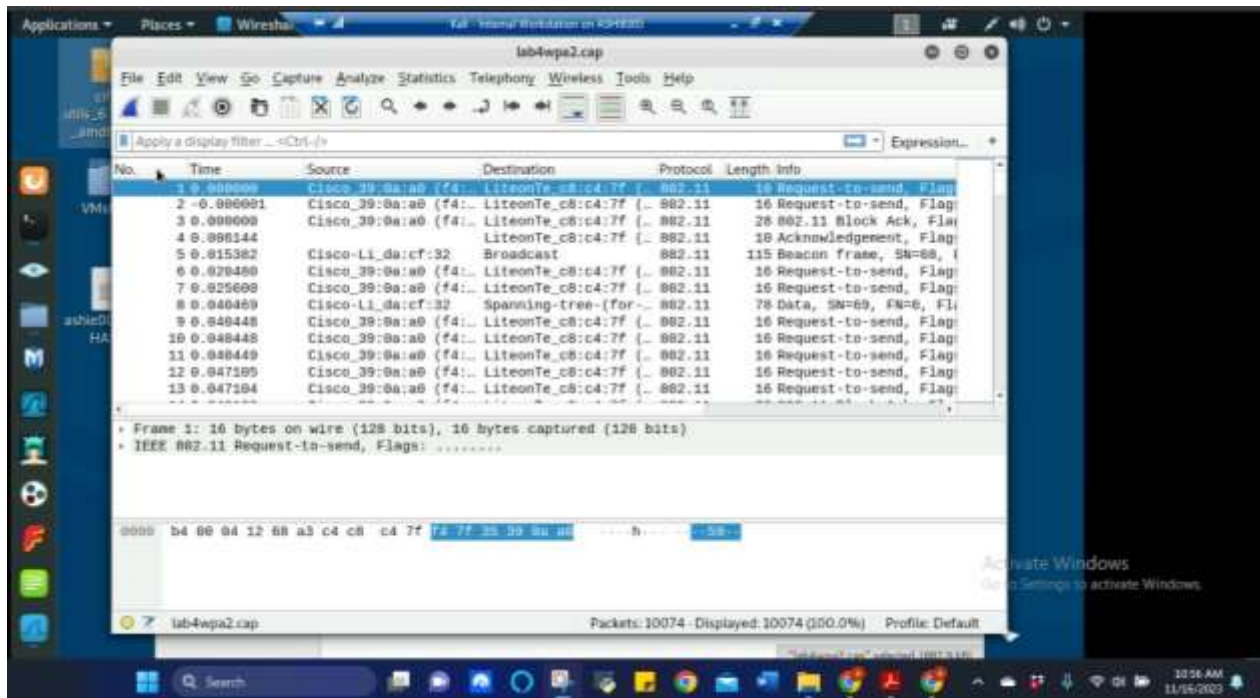 Applications Places Wiresha Kali - Internal Workstation on
lab4wpa2.cap
File Edit View Go Capture Analyze Statistics Telephony Wireless Tools Help
Apply a display filter ... <Ctrl-/> Expression... +
No. Time Source Destination Protocol Length Info
1 0.000000 Cisco_39:0a:a0 (f4:… LiteonTe_c8:c4:7f (… 802.11 16 Request-to-send, Flag
2 -0.000001 Cisco_39:0a:a0 (f4:… LiteonTe_c8:c4:7f (… 802.11 16 Request-to-send, Flag
3 0.000000 Cisco_39:0a:a0 (f4:… LiteonTe_c8:c4:7f (… 802.11 28 802.11 Block Ack, Fla
4 LiteonTe_c8:c4:7f (… 802.11 10 Acknowledgement, Flag
5 0.015382 Cisco-Li_da:cf:32 Broadcast 802.11 115 Beacon frame, SN=68,
6 0.020480 Cisco_39:0a:a0 (f4:… LiteonTe_c8:c4:7f (… 802.11 16 Request-to-send, Flag
7 0.025600 Cisco_39:0a:a0 (f4:… LiteonTe_c8:c4:7f (… 802.11 16 Request-to-send, Flag
8 Cisco-Li_da:cf:32 Spanning-tree-(for-… 802.11 78 Data, SN=69, FN=0, Fl
9 0.040448 Cisco_39:0a:a0 (f4:… LiteonTe_c8:c4:7f (… 802.11 16 Request-to-send, Flag
10 0.040448 Cisco_39:0a:a0 (f4:… LiteonTe_c8:c4:7f (… 802.11 16 Request-to-send, Flag
11 0.040449 Cisco_39:0a:a0 (f4:… LiteonTe_c8:c4:7f (… 802.11 16 Request-to-send, Flag
12 0.047105 Cisco_39:0a:a0 (f4:… LiteonTe_c8:c4:7f (… 802.11 16 Request-to-send, Flag
13 0.047104 Cisco_39:0a:a0 (f4:… LiteonTe_c8:c4:7f (… 802.11 16 Request-to-send, Flag
Frame 1: 16 bytes on wire (128 bits), 16 bytes captured (128 bits)
IEEE 802.11 Request-to-send, Flags: ........
0000 b4 00 04 12 68 a3 c4 c8 c4 7f f4 7f 35 39 0a a0 ····h··· ····59··
lab4wpa2.cap Packets: 10074 · Displayed: 10074 (100.0%) Profile: Default
Activate Windows
Go to Settings to activate Windows.
Search
10:56 AM
11/16/2023